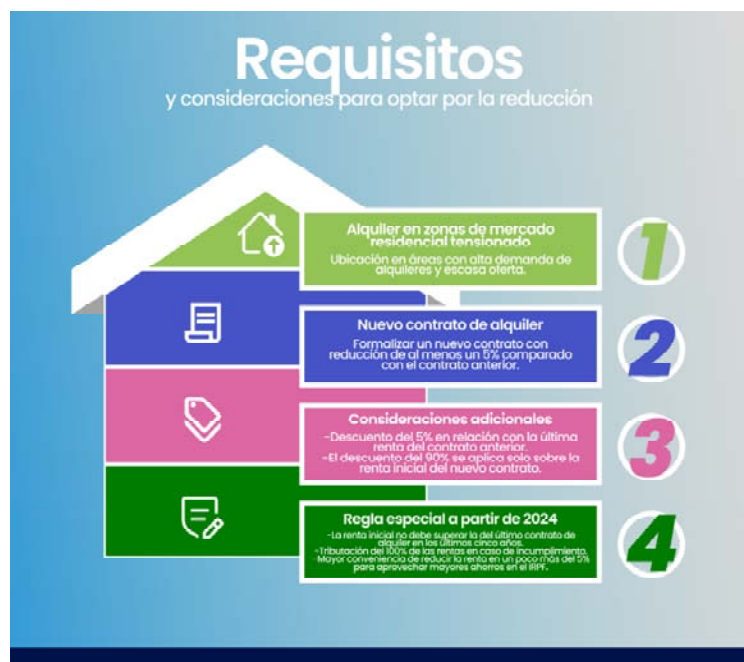 Requisitos
y consideraciones para optar por la reducción
Alquiler en zonas de mercado
residencial tensionado
Ubicación en áreas con alta demanda de
alquileres y escasa oferta.
1
Nuevo contrato de alquiler
Formalizar un nuevo contrato con
reducción de al menos un 5% comparado
con el contrato anterior.
2
Consideraciones adicionales
-Descuento del 5% en relación con la última
renta del contrato anterior.
-El descuento del 90% se aplica solo sobre la
renta inicial del nuevo contrato.
3
Regla especial a partir de 2024
-La renta inicial no debe superar la del último contrato de
alquiler en los últimos cinco años.
-Tributación del 100% de las rentas en caso de incumplimiento.
-Mayor conveniencia de reducir la renta en un poco más del 5%
para aprovechar mayores ahorros en el IRPF.
4